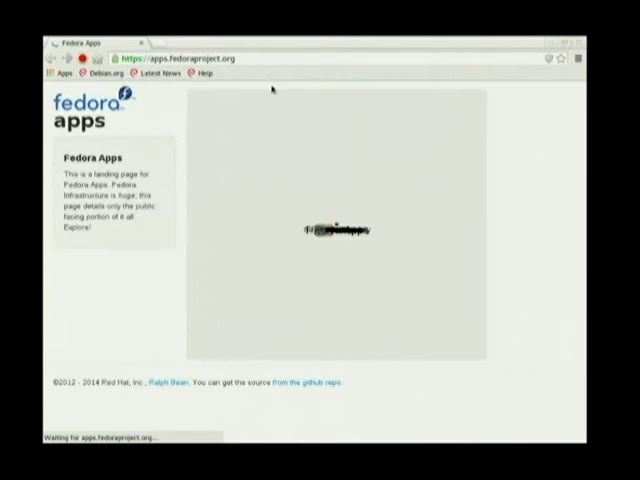 Fedora Apps
https://apps.fedoraproject.org
Apps Debian.org Latest News Help
fedora
apps
Fedora Apps
This is a landing page for
Fedora Apps. Fedora
Infrastructure is huge; this
page details only the public
facing portion of it all.
Explore!
©2012 - 2014 Red Hat, Inc., Ralph Bean. You can get the source from the github repo.
Waiting for apps.fedoraproject.org...